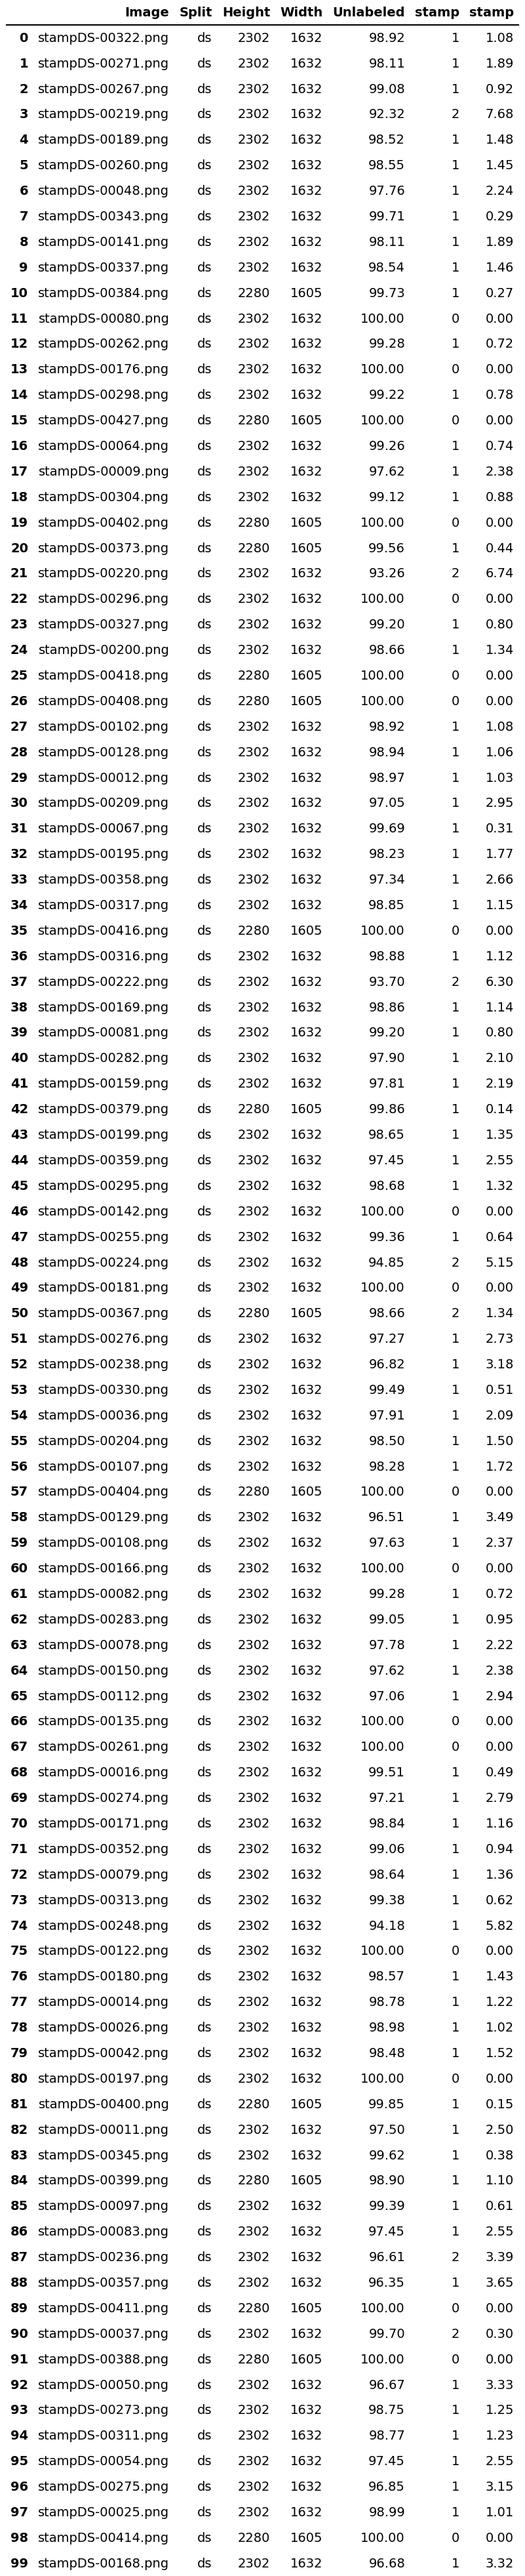 Image Split Height Width Unlabeled stamp stamp
0 stampDS-00322.png ds 2302 1632 98.92 1 1.08
1 stampDS-00271.png ds 2302 1632 98.11 1 1.89
2 stampDS-00267.png ds 2302 1632 99.08 1 0.92
3 stampDS-00219.png ds 2302 1632 92.32 2 7.68
4 stampDS-00189.png ds 2302 1632 98.52 1 1.48
5 stampDS-00260.png ds 2302 1632 98.55 1 1.45
6 stampDS-00048.png ds 2302 1632 97.76 1 2.24
7 stampDS-00343.png ds 2302 1632 99.71 1 0.29
8 stampDS-00141.png ds 2302 1632 98.11 1 1.89
9 stampDS-00337.png ds 2302 1632 98.54 1 1.46
10 stampDS-00384.png ds 2280 1605 99.73 1 0.27
11 stampDS-00080.png ds 2302 1632 100.00 0 0.00
12 stampDS-00262.png ds 2302 1632 99.28 1 0.72
13 stampDS-00176.png ds 2302 1632 100.00 0 0.00
14 stampDS-00298.png ds 2302 1632 99.22 1 0.78
15 stampDS-00427.png ds 2280 1605 100.00 0 0.00
16 stampDS-00064.png ds 2302 1632 99.26 1 0.74
17 stampDS-00009.png ds 2302 1632 97.62 1 2.38
18 stampDS-00304.png ds 2302 1632 99.12 1 0.88
19 stampDS-00402.png ds 2280 1605 100.00 0 0.00
20 stampDS-00373.png ds 2280 1605 99.56 1 0.44
21 stampDS-00220.png ds 2302 1632 93.26 2 6.74
22 stampDS-00296.png ds 2302 1632 100.00 0 0.00
23 stampDS-00327.png ds 2302 1632 99.20 1 0.80
24 stampDS-00200.png ds 2302 1632 98.66 1 1.34
25 stampDS-00418.png ds 2280 1605 100.00 0 0.00
26 stampDS-00408.png ds 2280 1605 100.00 0 0.00
27 stampDS-00102.png ds 2302 1632 98.92 1 1.08
28 stampDS-00128.png ds 2302 1632 98.94 1 1.06
29 stampDS-00012.png ds 2302 1632 98.97 1 1.03
30 stampDS-00209.png ds 2302 1632 97.05 1 2.95
31 stampDS-00067.png ds 2302 1632 99.69 1 0.31
32 stampDS-00195.png ds 2302 1632 98.23 1 1.77
33 stampDS-00358.png ds 2302 1632 97.34 1 2.66
34 stampDS-00317.png ds 2302 1632 98.85 1 1.15
35 stampDS-00416.png ds 2280 1605 100.00 0 0.00
36 stampDS-00316.png ds 2302 1632 98.88 1 1.12
37 stampDS-00222.png ds 2302 1632 93.70 2 6.30
38 stampDS-00169.png ds 2302 1632 98.86 1 1.14
39 stampDS-00081.png ds 2302 1632 99.20 1 0.80
40 stampDS-00282.png ds 2302 1632 97.90 1 2.10
41 stampDS-00159.png ds 2302 1632 97.81 1 2.19
42 stampDS-00379.png ds 2280 1605 99.86 1 0.14
43 stampDS-00199.png ds 2302 1632 98.65 1 1.35
44 stampDS-00359.png ds 2302 1632 97.45 1 2.55
45 stampDS-00295.png ds 2302 1632 98.68 1 1.32
46 stampDS-00142.png ds 2302 1632 100.00 0 0.00
47 stampDS-00255.png ds 2302 1632 99.36 1 0.64
48 stampDS-00224.png ds 2302 1632 94.85 2 5.15
49 stampDS-00181.png ds 2302 1632 100.00 0 0.00
50 stampDS-00367.png ds 2280 1605 98.66 2 1.34
51 stampDS-00276.png ds 2302 1632 97.27 1 2.73
52 stampDS-00238.png ds 2302 1632 96.82 1 3.18
53 stampDS-00330.png ds 2302 1632 99.49 1 0.51
54 stampDS-00036.png ds 2302 1632 97.91 1 2.09
55 stampDS-00204.png ds 2302 1632 98.50 1 1.50
56 stampDS-00107.png ds 2302 1632 98.28 1 1.72
57 stampDS-00404.png ds 2280 1605 100.00 0 0.00
58 stampDS-00129.png ds 2302 1632 96.51 1 3.49
59 stampDS-00108.png ds 2302 1632 97.63 1 2.37
60 stampDS-00166.png ds 2302 1632 100.00 0 0.00
61 stampDS-00082.png ds 2302 1632 99.28 1 0.72
62 stampDS-00283.png ds 2302 1632 99.05 1 0.95
63 stampDS-00078.png ds 2302 1632 97.78 1 2.22
64 stampDS-00150.png ds 2302 1632 97.62 1 2.38
65 stampDS-00112.png ds 2302 1632 97.06 1 2.94
66 stampDS-00135.png ds 2302 1632 100.00 0 0.00
67 stampDS-00261.png ds 2302 1632 100.00 0 0.00
68 stampDS-00016.png ds 2302 1632 99.51 1 0.49
69 stampDS-00274.png ds 2302 1632 97.21 1 2.79
70 stampDS-00171.png ds 2302 1632 98.84 1 1.16
71 stampDS-00352.png ds 2302 1632 99.06 1 0.94
72 stampDS-00079.png ds 2302 1632 98.64 1 1.36
73 stampDS-00313.png ds 2302 1632 99.38 1 0.62
74 stampDS-00248.png ds 2302 1632 94.18 1 5.82
75 stampDS-00122.png ds 2302 1632 100.00 0 0.00
76 stampDS-00180.png ds 2302 1632 98.57 1 1.43
77 stampDS-00014.png ds 2302 1632 98.78 1 1.22
78 stampDS-00026.png ds 2302 1632 98.98 1 1.02
79 stampDS-00042.png ds 2302 1632 98.48 1 1.52
80 stampDS-00197.png ds 2302 1632 100.00 0 0.00
81 stampDS-00400.png ds 2280 1605 99.85 1 0.15
82 stampDS-00011.png ds 2302 1632 97.50 1 2.50
83 stampDS-00345.png ds 2302 1632 99.62 1 0.38
84 stampDS-00399.png ds 2280 1605 98.90 1 1.10
85 stampDS-00097.png ds 2302 1632 99.39 1 0.61
86 stampDS-00083.png ds 2302 1632 97.45 1 2.55
87 stampDS-00236.png ds 2302 1632 96.61 2 3.39
88 stampDS-00357.png ds 2302 1632 96.35 1 3.65
89 stampDS-00411.png ds 2280 1605 100.00 0 0.00
90 stampDS-00037.png ds 2302 1632 99.70 2 0.30
91 stampDS-00388.png ds 2280 1605 100.00 0 0.00
92 stampDS-00050.png ds 2302 1632 96.67 1 3.33
93 stampDS-00273.png ds 2302 1632 98.75 1 1.25
94 stampDS-00311.png ds 2302 1632 98.77 1 1.23
95 stampDS-00054.png ds 2302 1632 97.45 1 2.55
96 stampDS-00275.png ds 2302 1632 96.85 1 3.15
97 stampDS-00025.png ds 2302 1632 98.99 1 1.01
98 stampDS-00414.png ds 2280 1605 100.00 0 0.00
99 stampDS-00168.png ds 2302 1632 96.68 1 3.32